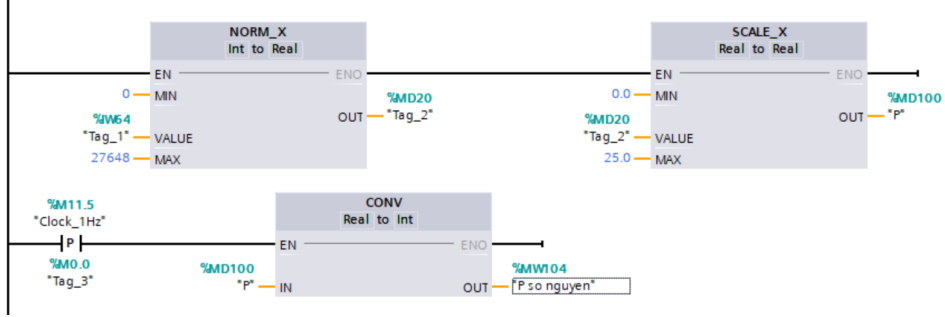 NORM_X
Int to Real
EN
ENO
0
MIN
%IW64
"Tag_1"
VALUE
27648
MAX
OUT
%MD20
"Tag_2"
SCALE_X
Real to Real
EN
ENO
0.0
MIN
%MD20
"Tag_2"
VALUE
25.0
MAX
OUT
%MD100
"P"
%M11.5
"Clock_1Hz"
P
%M0.0
"Tag_3"
CONV
Real to Int
EN
ENO
%MD100
"P"
IN
OUT
%MW104
"P so nguyen"